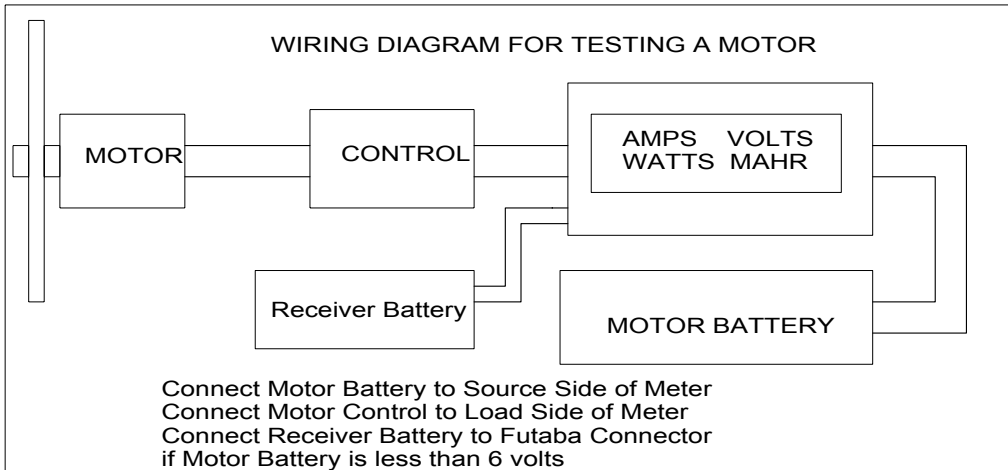 WIRING DIAGRAM FOR TESTING A MOTOR
MOTOR
CONTROL
AMPS VOLTS
WATTS MAHR
Receiver Battery
MOTOR BATTERY
Connect Motor Battery to Source Side of Meter
Connect Motor Control to Load Side of Meter
Connect Receiver Battery to Futaba Connector
if Motor Battery is less than 6 volts